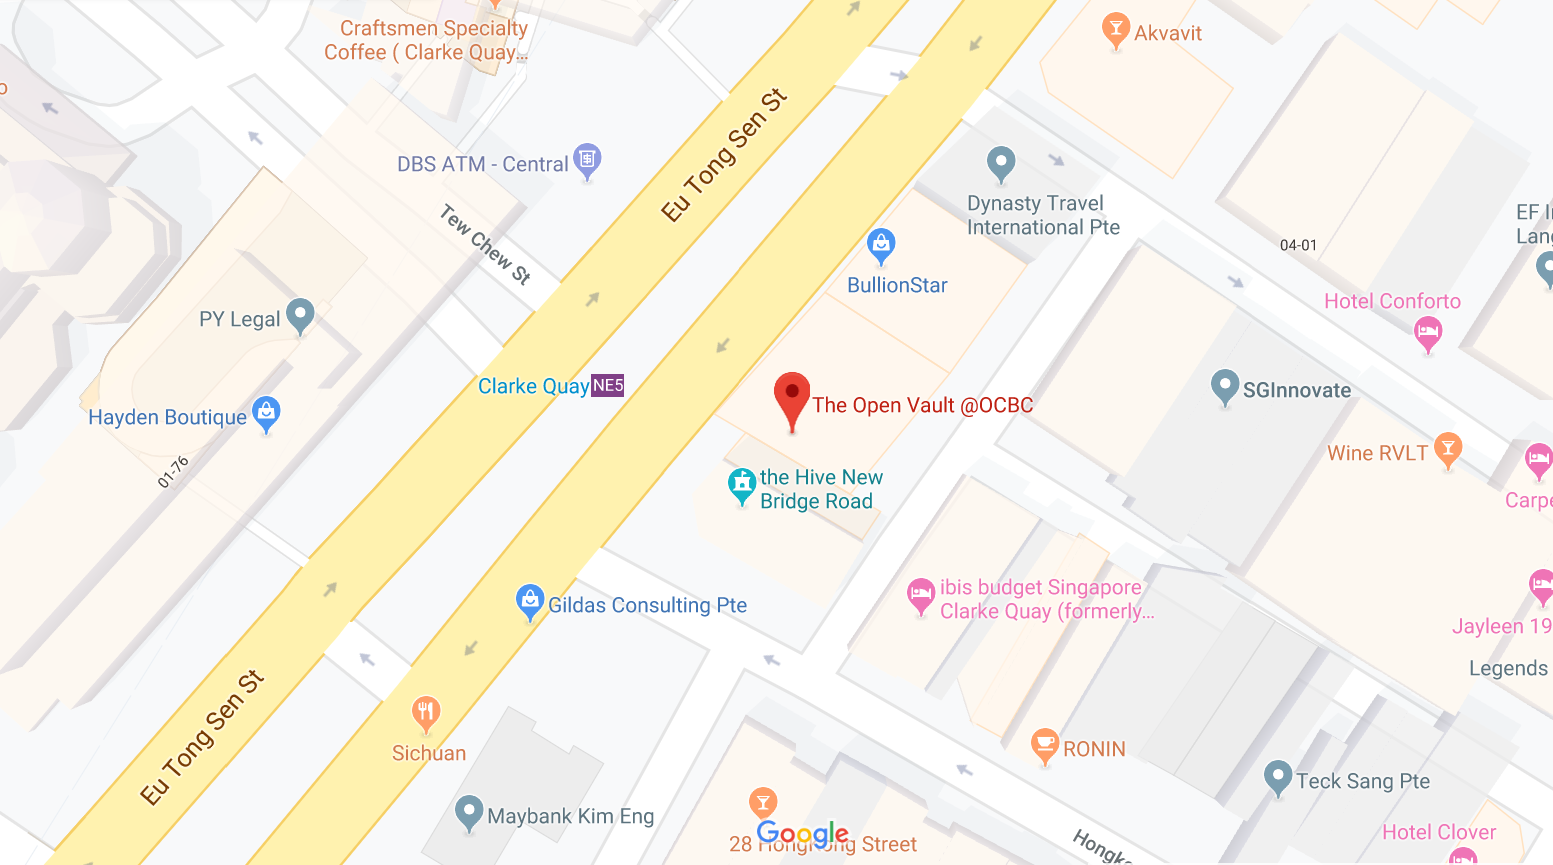 Craftsmen Specialty
Coffee ( Clarke Quay...
Akvavit
Eu Tong Sen St
DBS ATM - Central
Dynasty Travel
International Pte
Tew Chew St
04-01
BullionStar
Hotel Conforto
PY Legal
Clarke Quay NE5
SGInnovate
The Open Vault @OCBC
Hayden Boutique
01-76
Wine RVLT
the Hive New
Bridge Road
ibis budget Singapore
Clarke Quay (formerly...
Gildas Consulting Pte
Jayleen 19
Legends
Eu Tong Sen St
Sichuan
RONIN
Teck Sang Pte
Maybank Kim Eng
Google
28 HongKong Street
Hotel Clover